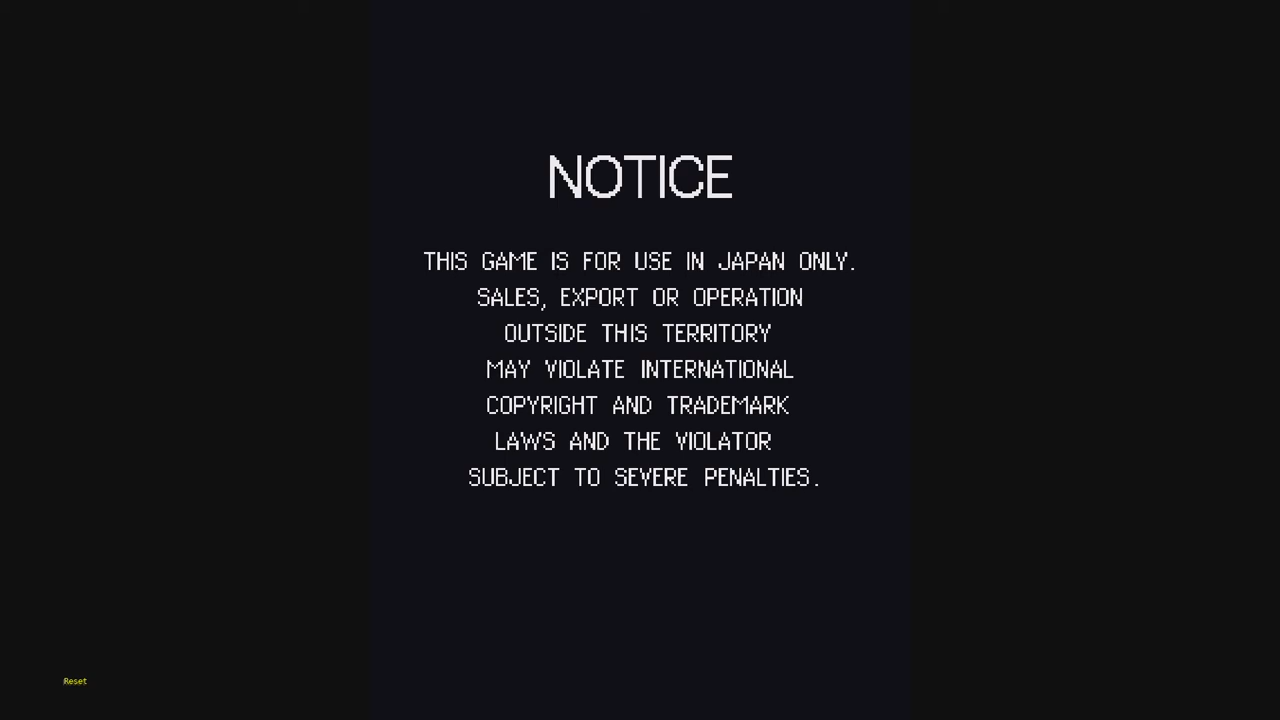 NOTICE
THIS GAME IS FOR USE IN JAPAN ONLY.
SALES, EXPORT OR OPERATION
OUTSIDE THIS TERRITORY
MAY VIOLATE INTERNATIONAL
COPYRIGHT AND TRADEMARK
LAWS AND THE VIOLATOR
SUBJECT TO SEVERE PENALTIES.
Reset